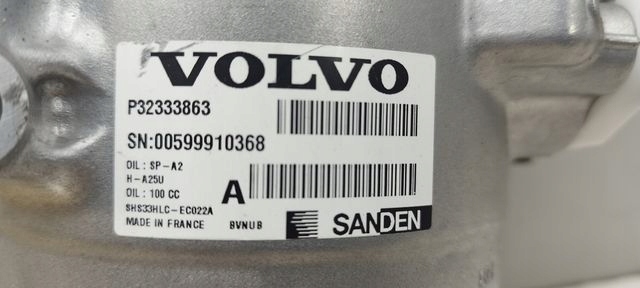 VOLVO
P32333863
SN:00599910368
OIL: SP-A2
H-A25U
OIL: 100 CC
A
SHS33HLC-EC022A
MADE IN FRANCE BVNUB
SANDEN